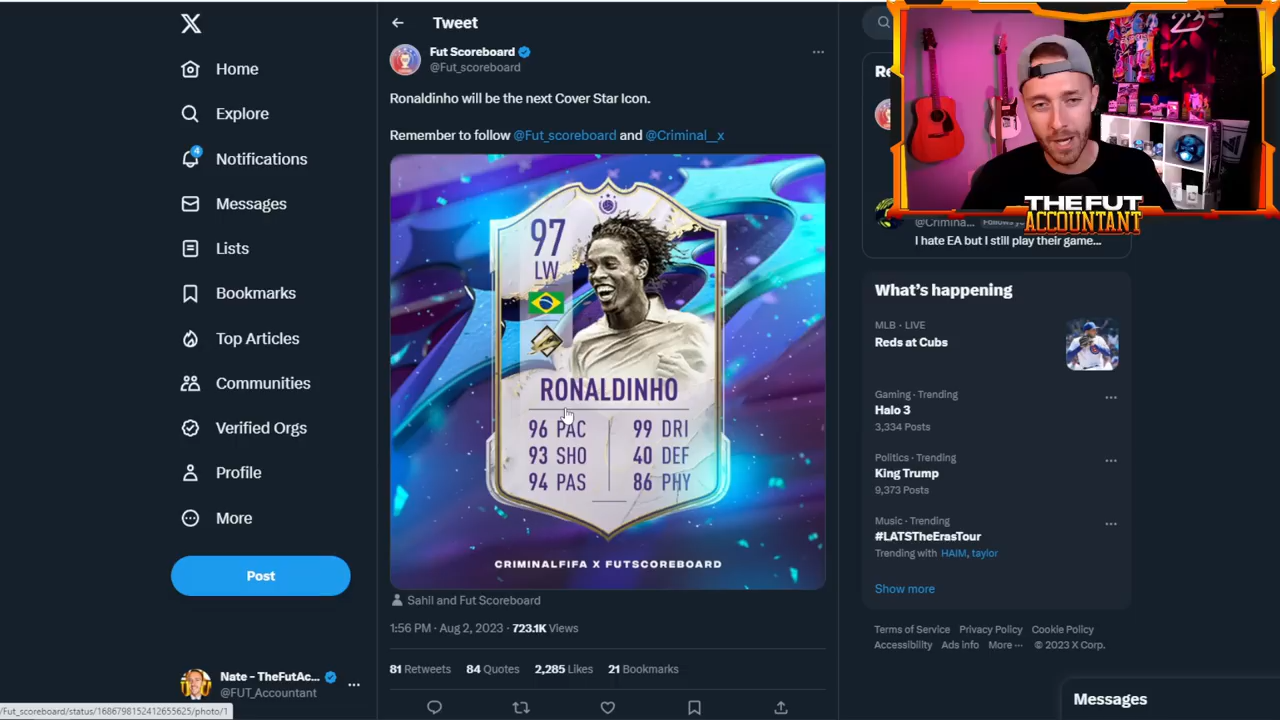 Home
Explore
4
Notifications
Messages
Lists
Bookmarks
Top Articles
Communities
Verified Orgs
Profile
More
Post
Nate - TheFutAc...
@FUT_Accountant
/Fut_scoreboard/status/1686798152412655625/photo/1
Tweet
Fut Scoreboard
@Fut_scoreboard
Ronaldinho will be the next Cover Star Icon.
Remember to follow @Fut_scoreboard and @Criminal__x
97
LW
RONALDINHO
96 PAC 99 DRI
93 SHO 40 DEF
94 PAS 86 PHY
CRIMINALFIFA X FUTSCOREBOARD
Sahil and Fut Scoreboard
1:56 PM · Aug 2, 2023 · 723.1K Views
81 Retweets 84 Quotes 2,285 Likes 21 Bookmarks
THE FUT
ACCOUNTANT
Re
@Crimina... Follows
I hate EA but I still play their game...
What's happening
MLB · LIVE
Reds at Cubs
Gaming · Trending
Halo 3
3,334 Posts
Politics · Trending
King Trump
9,373 Posts
Music · Trending
#LATSTheErasTour
Trending with HAIM, taylor
Show more
Terms of Service Privacy Policy Cookie Policy
Accessibility Ads info More ··· © 2023 X Corp.
Messages